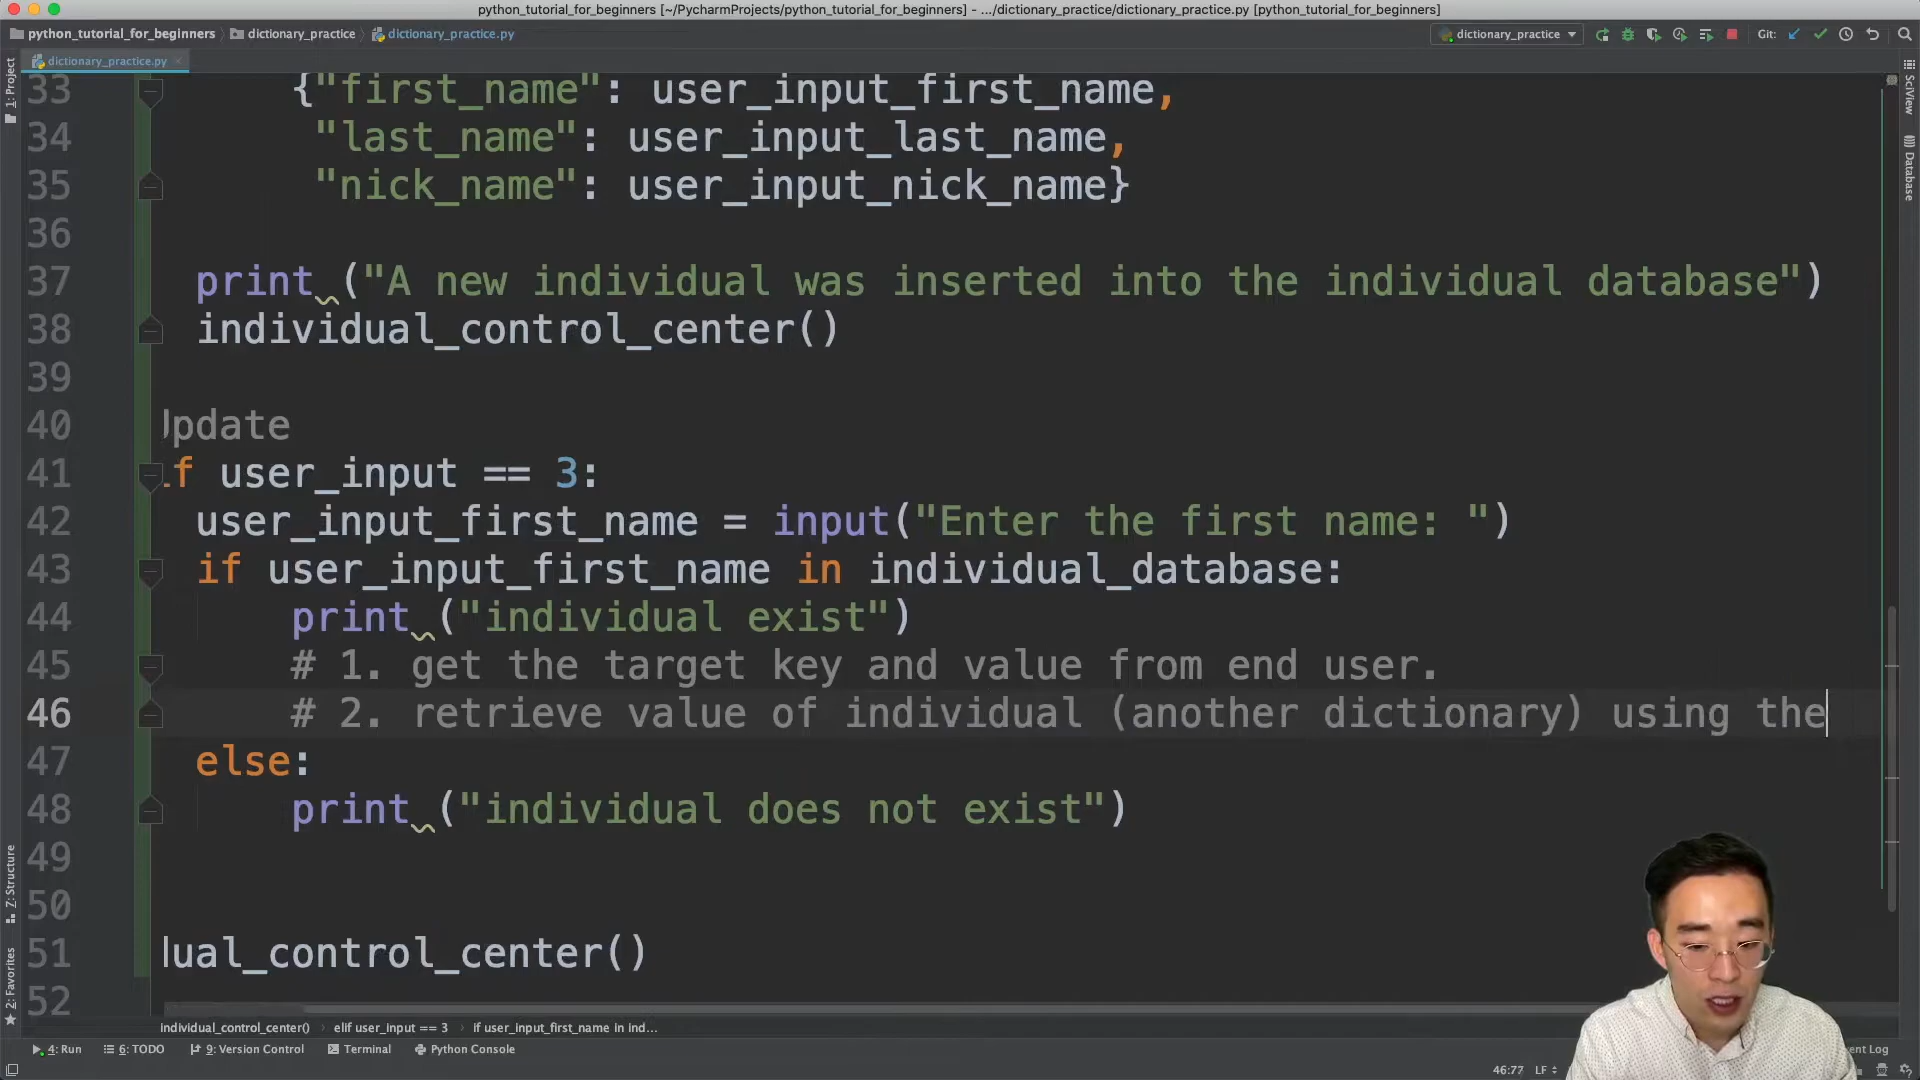 python_tutorial_for_beginners [~/PycharmProjects/python_tutorial_for_beginners] - .../dictionary_practice/dictionary_practice.py [python_tutorial_for_beginners]
python_tutorial_for_beginners dictionary_practice dictionary_practice.py dictionary_practice Git:
dictionary_practice.py
1: Project
SciView
Database
33 {"first_name": user_input_first_name,
34 "last_name": user_input_last_name,
35 "nick_name": user_input_nick_name}
36
37 print ("A new individual was inserted into the individual database")
38 individual_control_center()
39
40 Update
41 if user_input == 3:
42 user_input_first_name = input("Enter the first name: ")
43 if user_input_first_name in individual_database:
44 print ("individual exist")
45 # 1. get the target key and value from end user.
46 # 2. retrieve value of individual (another dictionary) using the
47 else:
48 print ("individual does not exist")
49
50
51 lual_control_center()
52
Z: Structure
2: Favorites
individual_control_center() elif user_input == 3 if user_input_first_name in ind...
4: Run 6: TODO 9: Version Control Terminal Python Console ent Log
46:77 LF